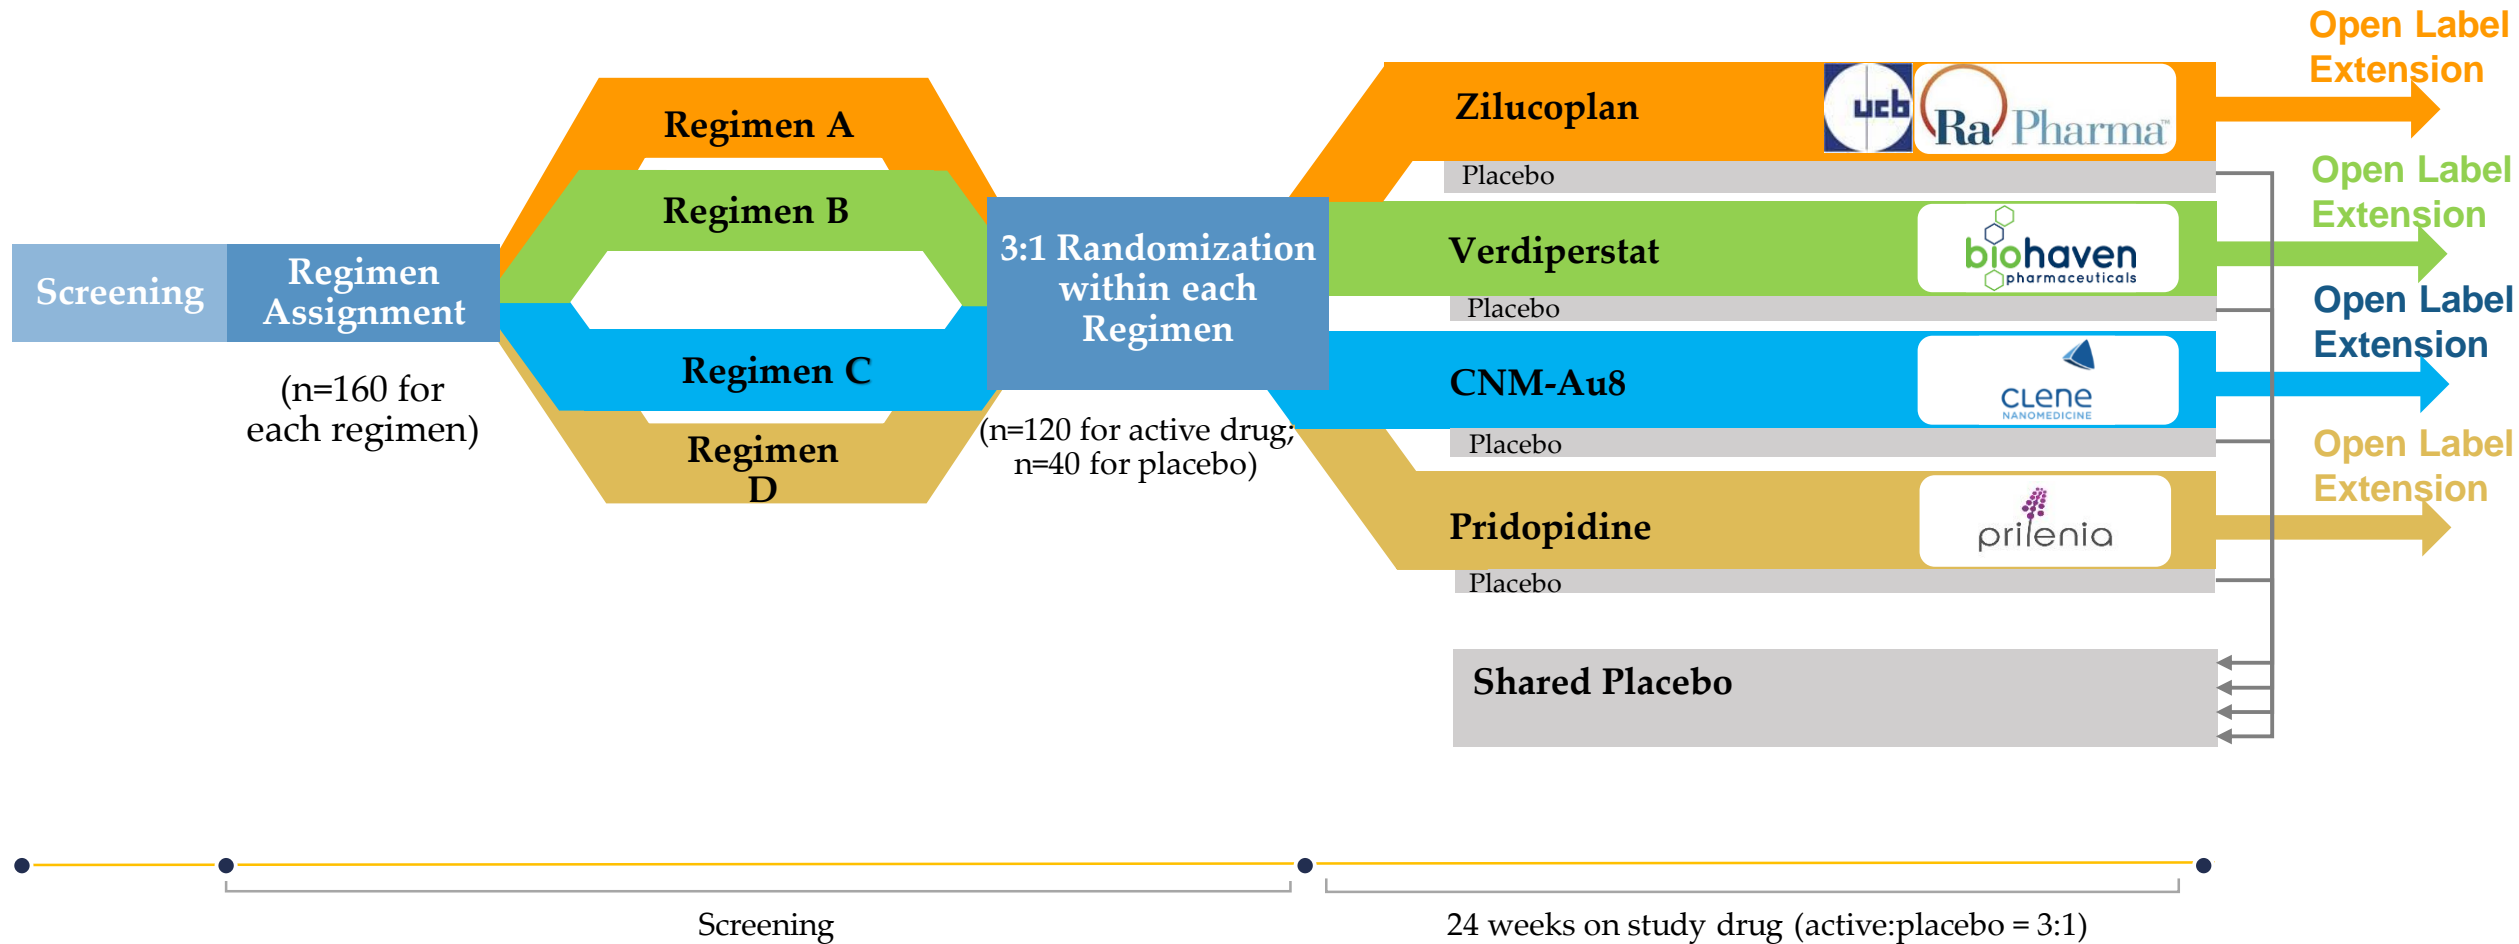 Screening
Regimen
Assignment
(n=160 for
each regimen)
Regimen A
Regimen B
Regimen C
Regimen
D
3:1 Randomization
within each
Regimen
(n=120 for active drug;
n=40 for placebo)
Zilucoplan
ucb
Ra Pharma™
Placebo
Open Label
Extension
Verdiperstat
biohaven
pharmaceuticals
Placebo
Open Label
Extension
CNM-Au8
CLene
NANOMEDICINE
Placebo
Open Label
Extension
Pridopidine
prilenia
Placebo
Open Label
Extension
Shared Placebo
Screening
24 weeks on study drug (active:placebo = 3:1)